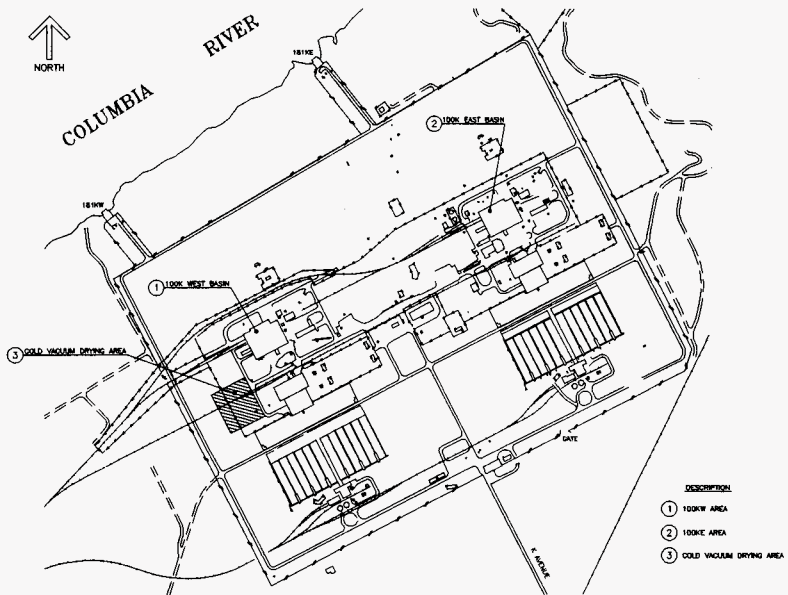 NORTH
COLUMBIA RIVER
181KE
181KW
② 100K EAST BASIN
① 100K WEST BASIN
③ COLD VACUUM DRYING AREA
GATE
K AVENUE
DESCRIPTION
① 100KW AREA
② 100KE AREA
③ COLD VACUUM DRYING AREA